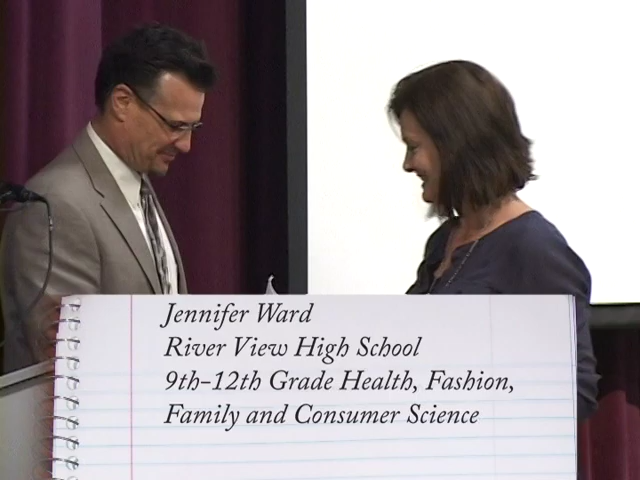 Jennifer Ward
River View High School
9th-12th Grade Health, Fashion,
Family and Consumer Science